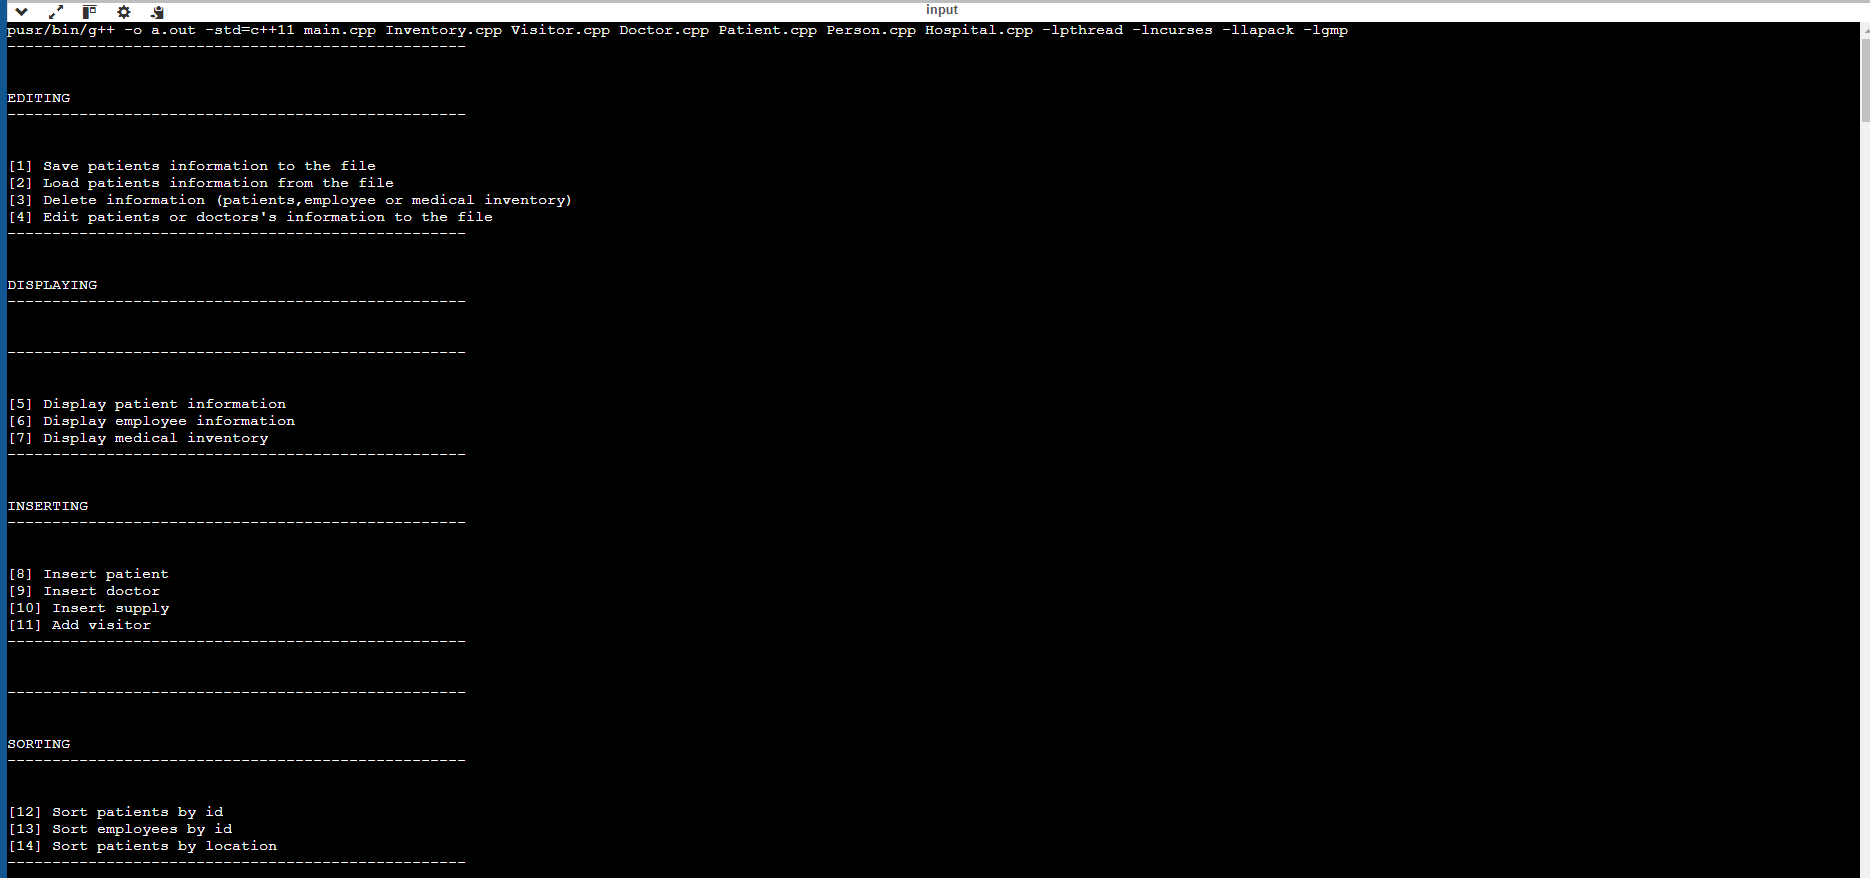 input
pusr/bin/g++ -o a.out -std=c++11 main.cpp Inventory.cpp Visitor.cpp Doctor.cpp Patient.cpp Person.cpp Hospital.cpp -lpthread -lncurses -llapack -lgmp
---------------------------------------------------
EDITING
---------------------------------------------------
[1] Save patients information to the file
[2] Load patients information from the file
[3] Delete information (patients,employee or medical inventory)
[4] Edit patients or doctors's information to the file
---------------------------------------------------
DISPLAYING
---------------------------------------------------
---------------------------------------------------
[5] Display patient information
[6] Display employee information
[7] Display medical inventory
---------------------------------------------------
INSERTING
---------------------------------------------------
[8] Insert patient
[9] Insert doctor
[10] Insert supply
[11] Add visitor
---------------------------------------------------
---------------------------------------------------
SORTING
---------------------------------------------------
[12] Sort patients by id
[13] Sort employees by id
[14] Sort patients by location
---------------------------------------------------